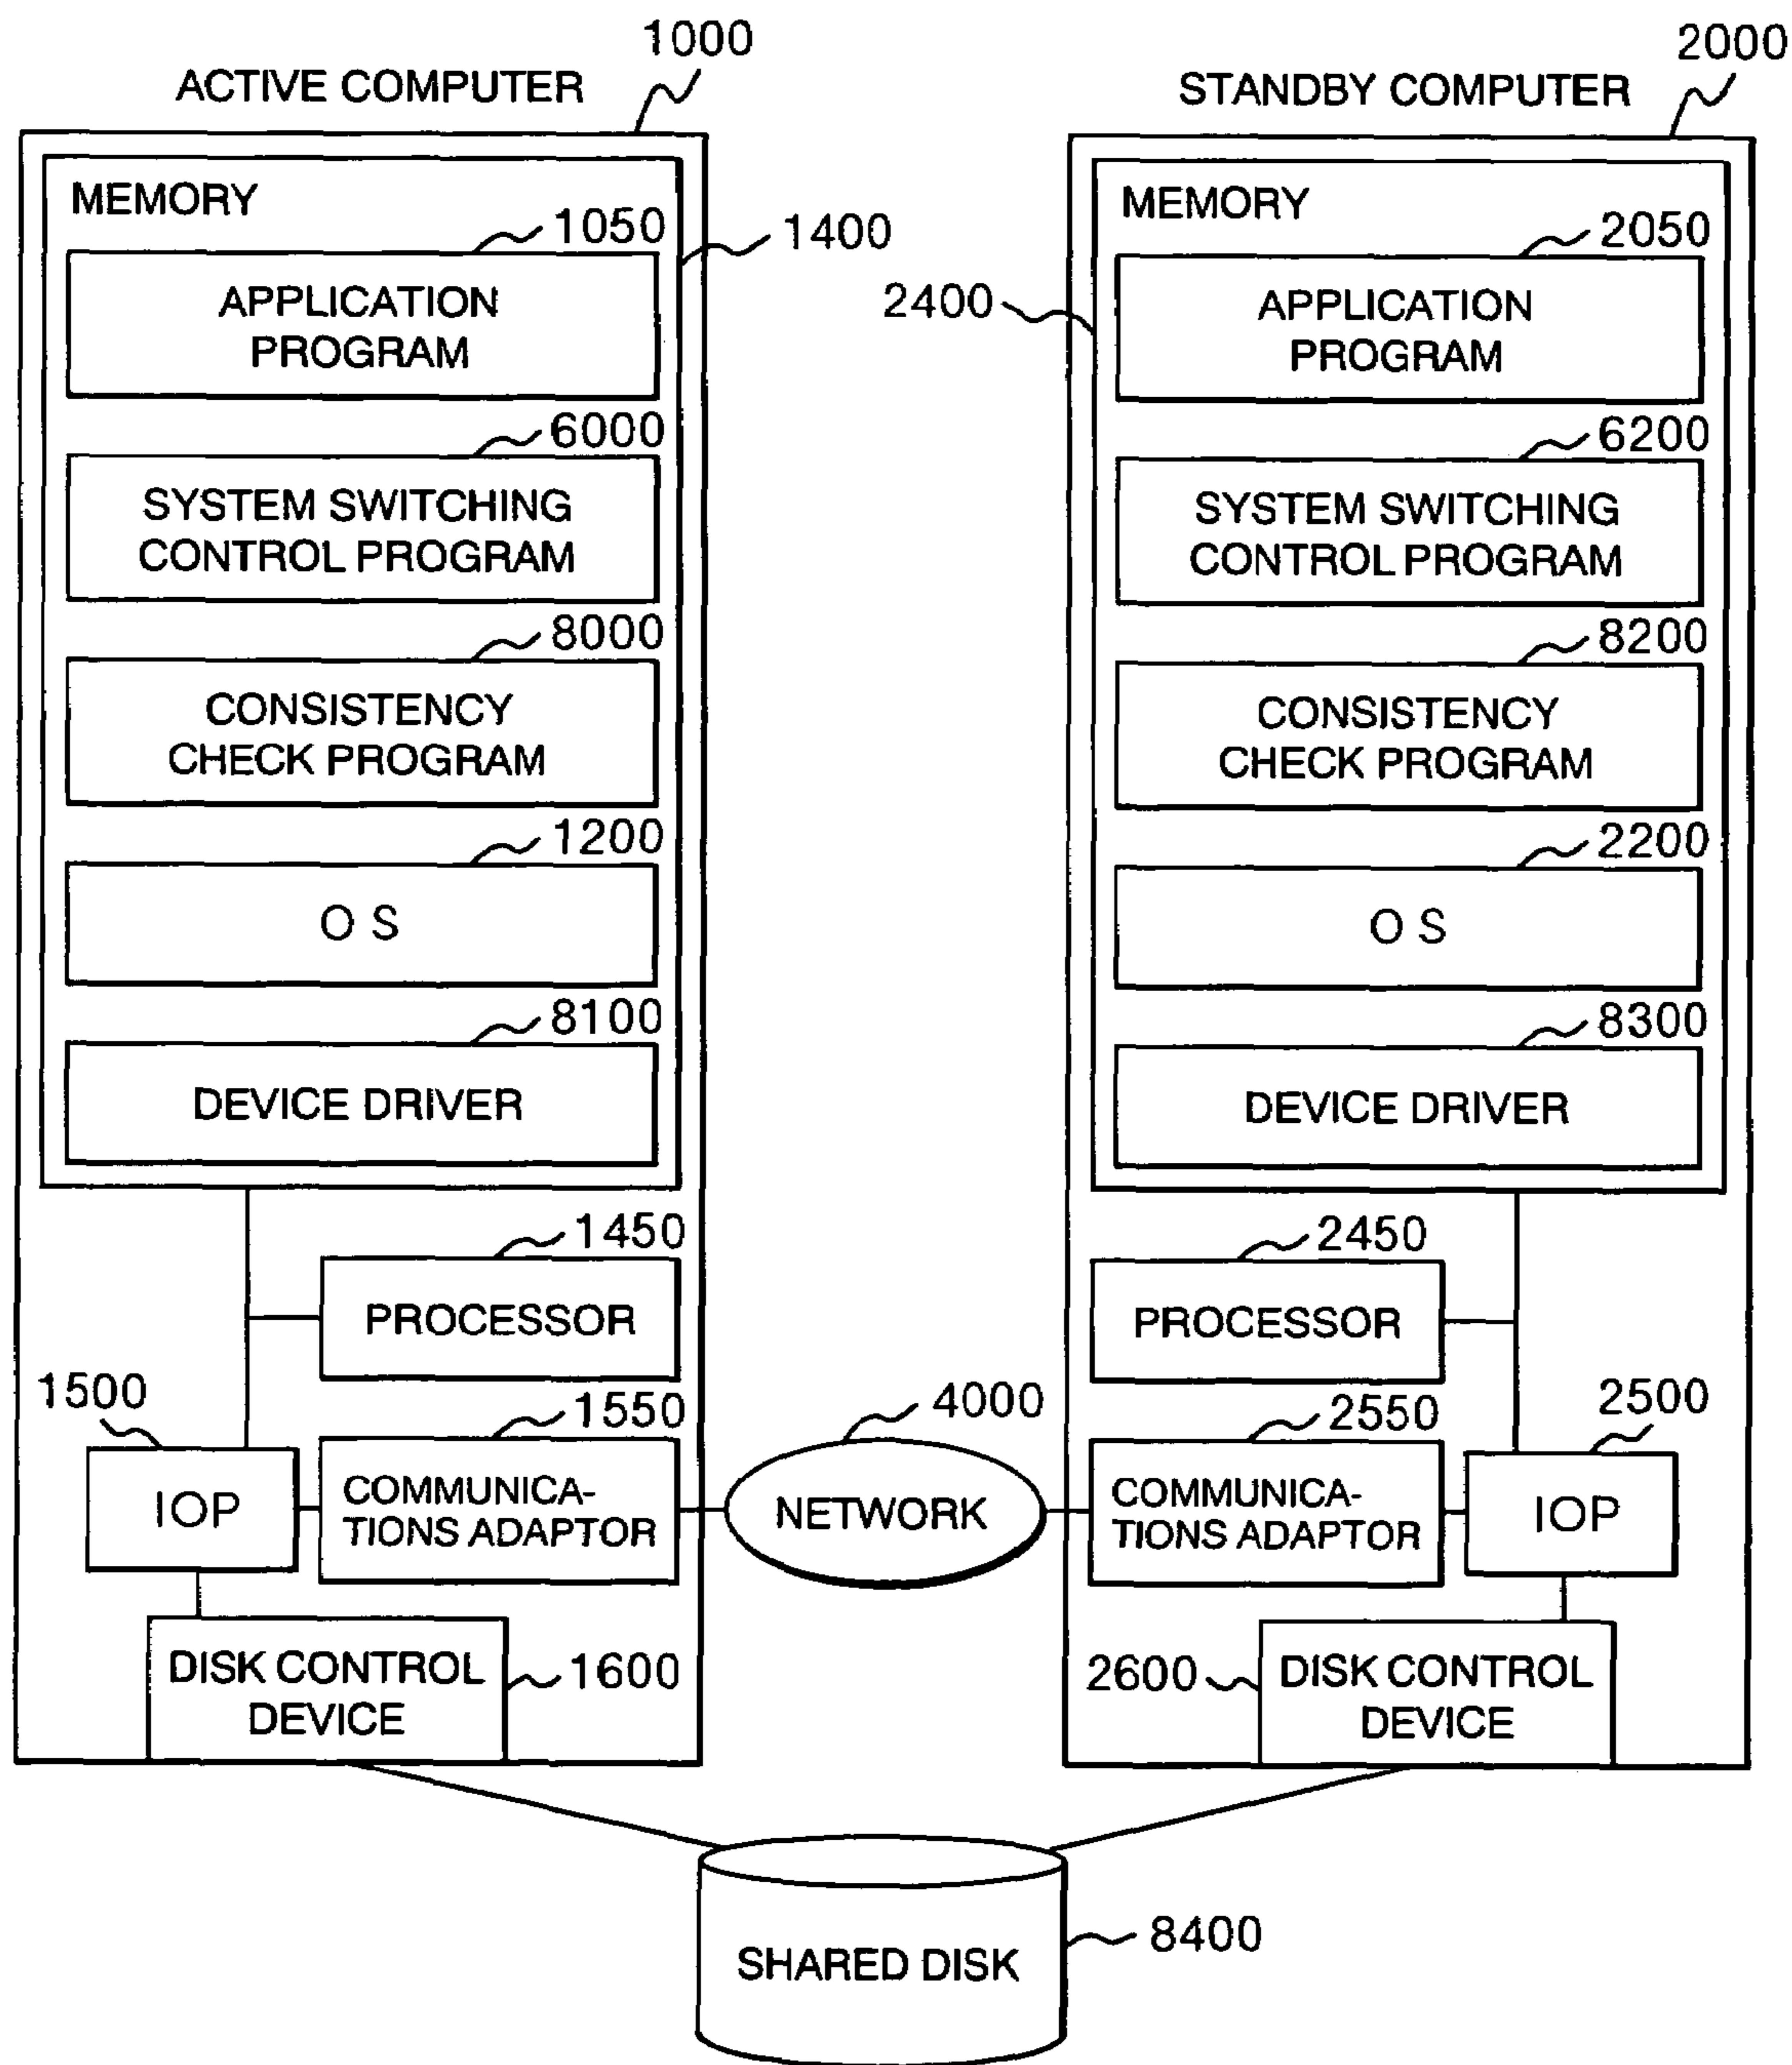 1000
ACTIVE COMPUTER
MEMORY
1050
1400
APPLICATION
PROGRAM
6000
SYSTEM SWITCHING
CONTROL PROGRAM
8000
CONSISTENCY
CHECK PROGRAM
1200
OS
8100
DEVICE DRIVER
1450
PROCESSOR
1500
IOP
1550
COMMUNICA-
TIONS ADAPTOR
DISK CONTROL
DEVICE
1600
4000
NETWORK
2000
STANDBY COMPUTER
MEMORY
2050
2400
APPLICATION
PROGRAM
6200
SYSTEM SWITCHING
CONTROL PROGRAM
8200
CONSISTENCY
CHECK PROGRAM
2200
OS
8300
DEVICE DRIVER
2450
PROCESSOR
2550
COMMUNICA-
TIONS ADAPTOR
2500
IOP
2600
DISK CONTROL
DEVICE
SHARED DISK
8400